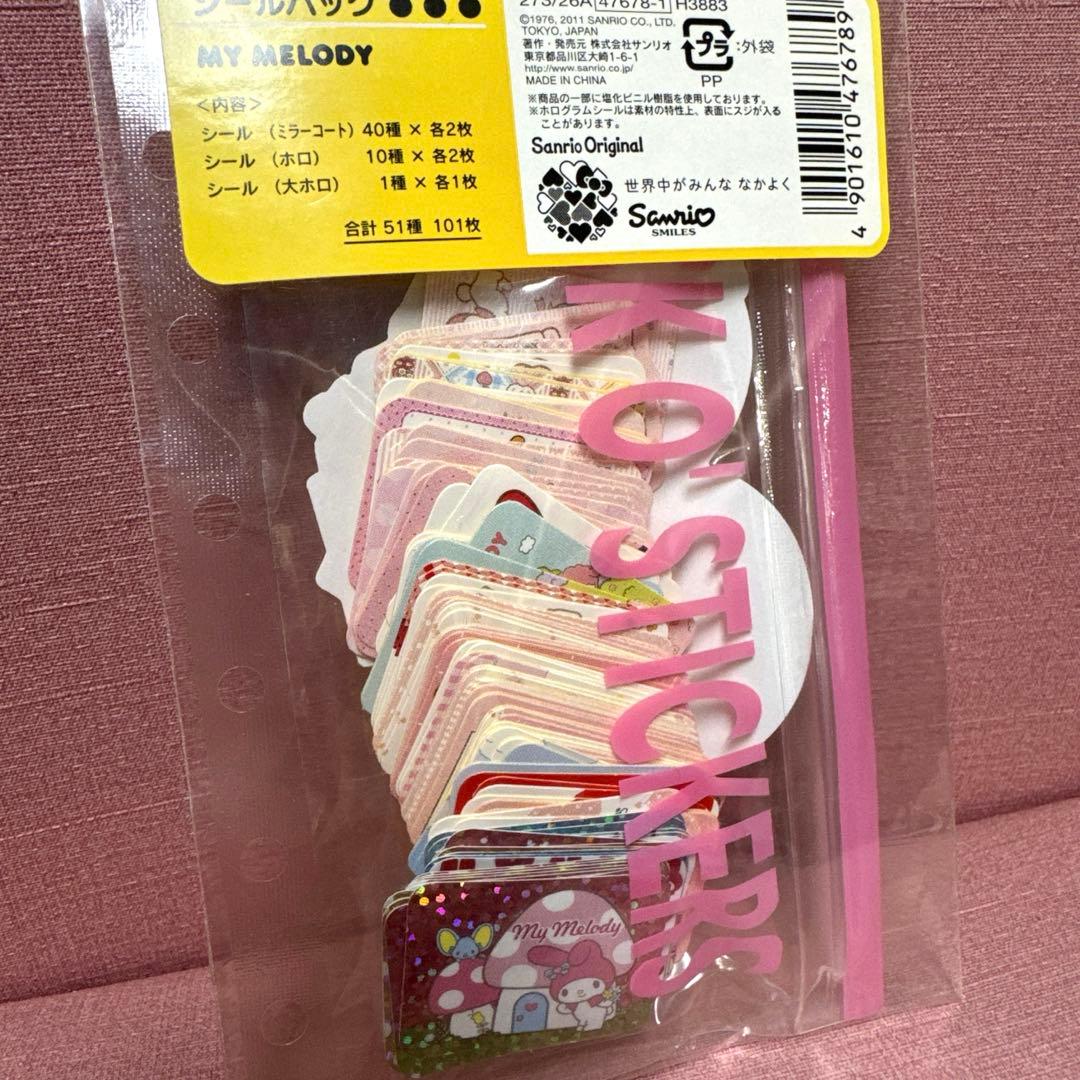 シールパック
MY MELODY
<内容>
シール （ミラーコート） 40種 × 各2枚
シール （ホロ） 10種 × 各2枚
シール （大ホロ） 1種 × 各1枚
合計 51種 101枚
273/26A 47678-1 H3883
©1976, 2011 SANRIO CO., LTD.
TOKYO, JAPAN
著作・発売元 株式会社サンリオ
東京都品川区大崎1-6-1
http://www.sanrio.co.jp/
MADE IN CHINA
プラ :外袋
PP
※商品の一部に塩化ビニル樹脂を使用しております。
※ホログラムシールは素材の特性上、表面にスジが入る
ことがあります。
Sanrio Original
世界中がみんな なかよく
Sanrio
SMILES
4 901610 476789
K O'STICKERS
My Melody